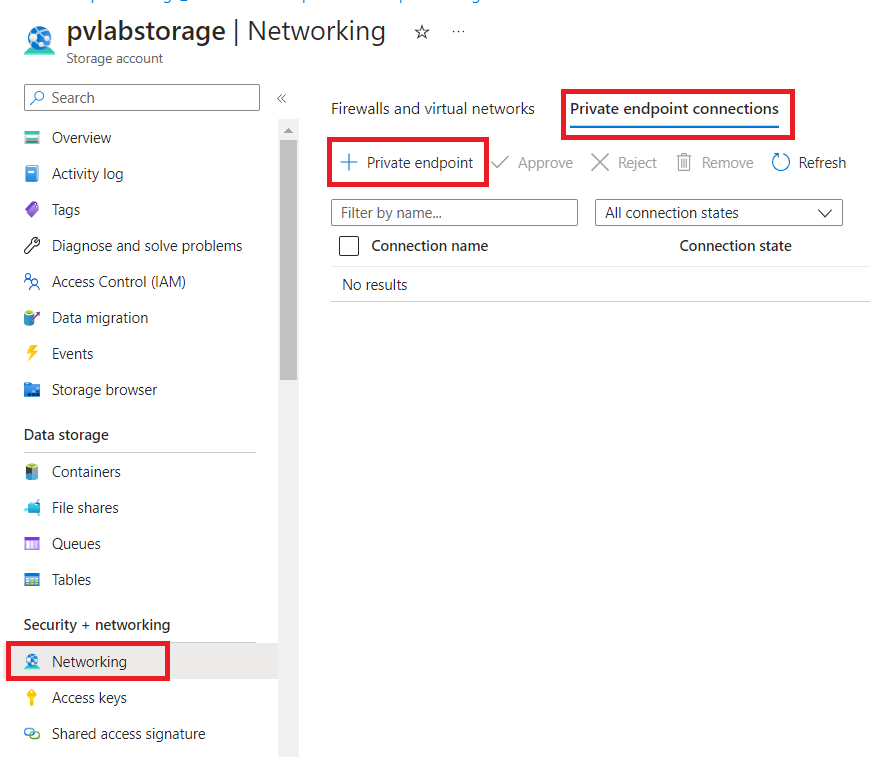 pvlabstorage | Networking
Storage account
Search
Overview
Activity log
Tags
Diagnose and solve problems
Access Control (IAM)
Data migration
Events
Storage browser
Data storage
Containers
File shares
Queues
Tables
Security + networking
Networking
Access keys
Shared access signature
Firewalls and virtual networks Private endpoint connections
Private endpoint Approve Reject Remove Refresh
Filter by name... All connection states
Connection name Connection state
No results